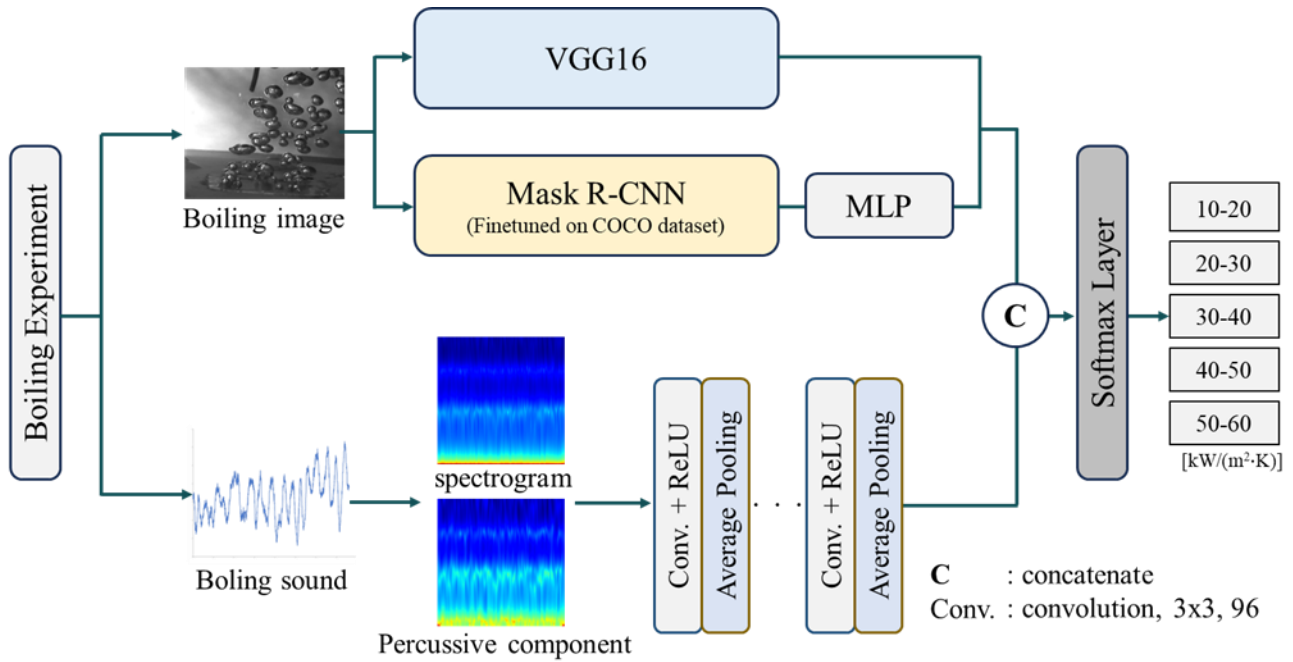 Boiling Experiment
Boiling image
VGG16
Mask R-CNN
(Finetuned on COCO dataset)
MLP
Boling sound
spectrogram
Percussive component
Conv. + ReLU
Average Pooling
. . .
Conv. + ReLU
Average Pooling
C
Softmax Layer
10-20
20-30
30-40
40-50
50-60
[kW/(m²·K)]
C : concatenate
Conv. : convolution, 3x3, 96